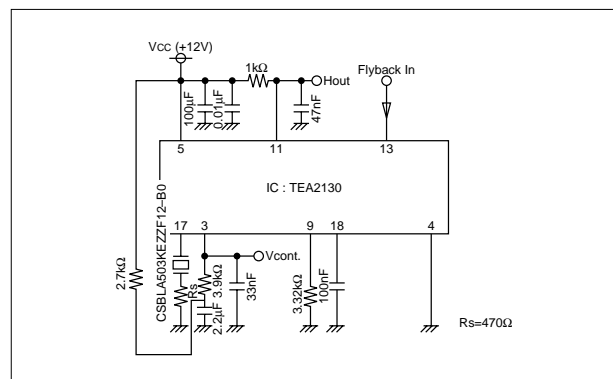 VCC (+12V)
1kΩ
Flyback In
Hout
100µF
0.01µF
47nF
5
11
13
IC : TEA2130
CSBLA503KEZZF12–B0
17
3
9
18
4
Vcont.
2.7kΩ
Rs
3.9kΩ
33nF
3.32kΩ
100nF
2.2µF
Rs=470Ω